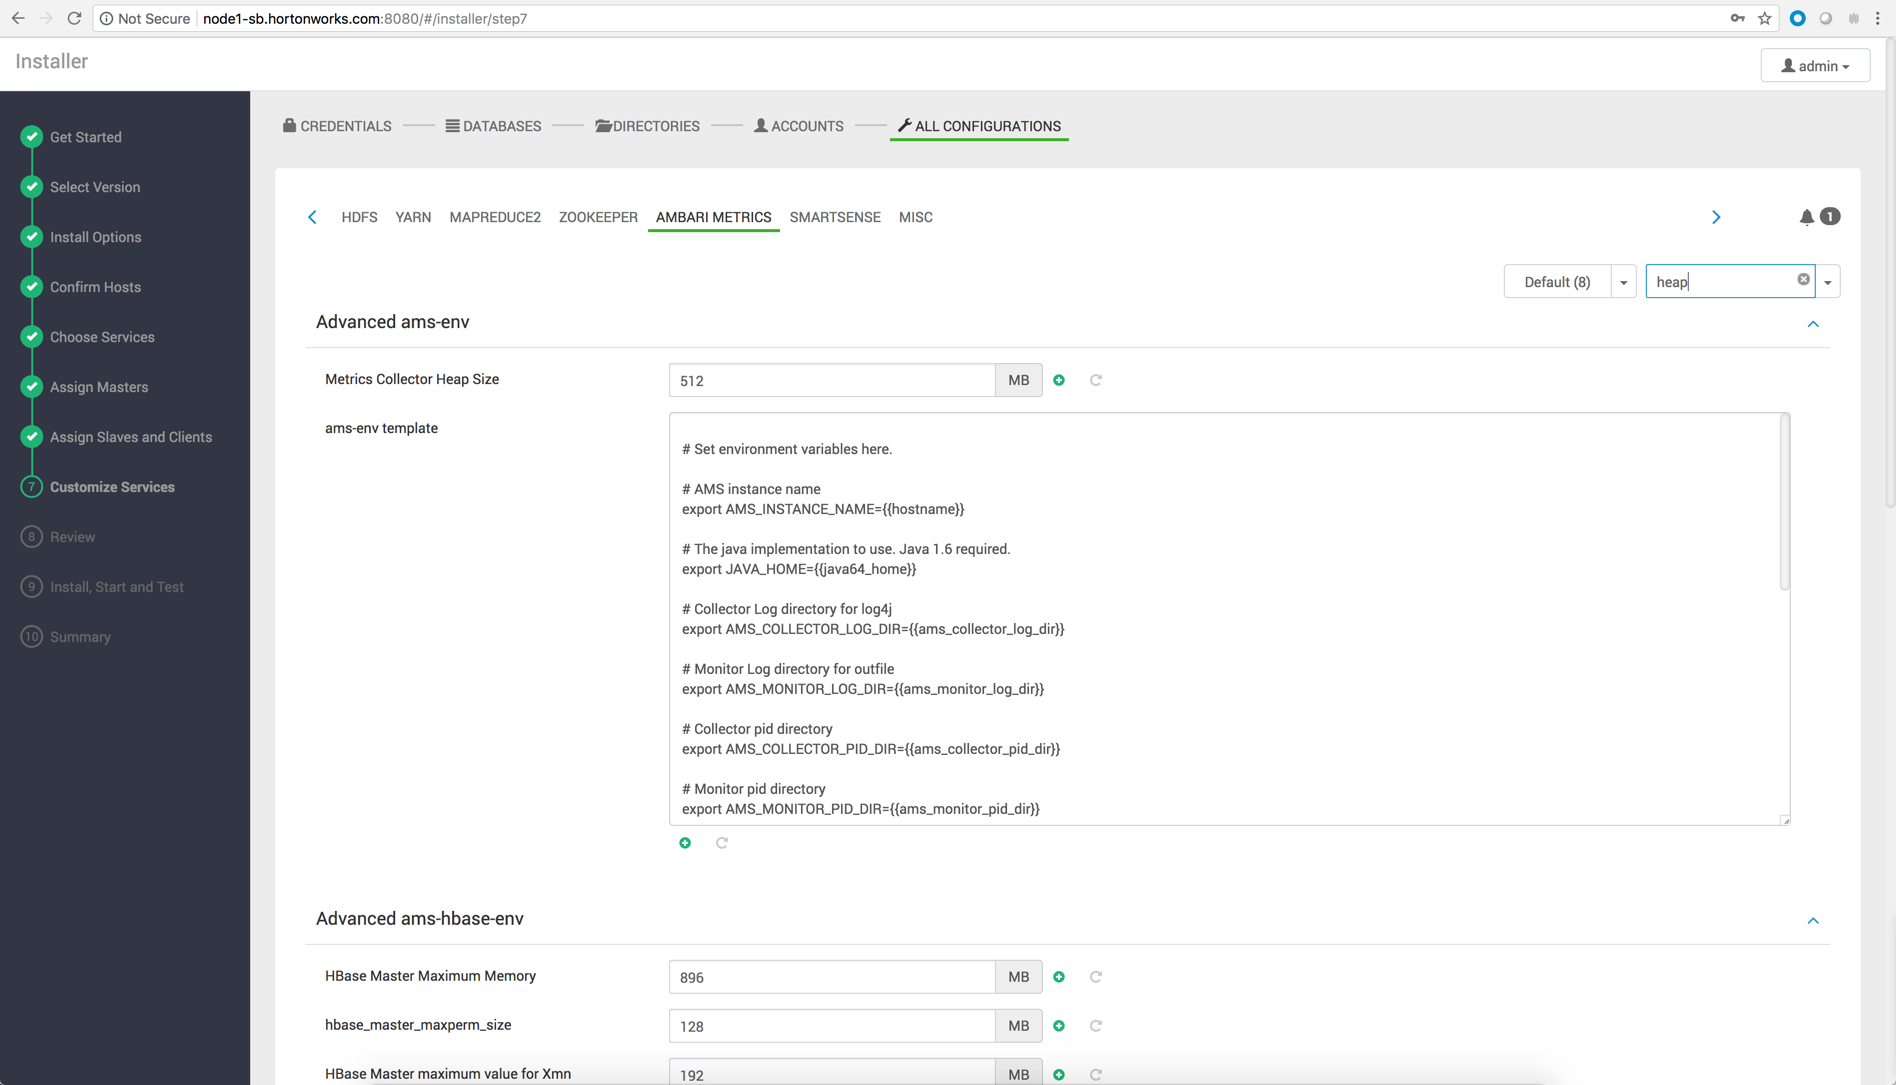 Not Secure node1-sb.hortonworks.com:8080/#/installer/step7
Installer
admin
Get Started
Select Version
Install Options
Confirm Hosts
Choose Services
Assign Masters
Assign Slaves and Clients
7 Customize Services
8 Review
9 Install, Start and Test
10 Summary
CREDENTIALS DATABASES DIRECTORIES ACCOUNTS ALL CONFIGURATIONS
HDFS YARN MAPREDUCE2 ZOOKEEPER AMBARI METRICS SMARTSENSE MISC 1
Default (8) heap
Advanced ams-env
Metrics Collector Heap Size 512 MB
ams-env template
# Set environment variables here.
# AMS instance name
export AMS_INSTANCE_NAME={{hostname}}
# The java implementation to use. Java 1.6 required.
export JAVA_HOME={{java64_home}}
# Collector Log directory for log4j
export AMS_COLLECTOR_LOG_DIR={{ams_collector_log_dir}}
# Monitor Log directory for outfile
export AMS_MONITOR_LOG_DIR={{ams_monitor_log_dir}}
# Collector pid directory
export AMS_COLLECTOR_PID_DIR={{ams_collector_pid_dir}}
# Monitor pid directory
export AMS_MONITOR_PID_DIR={{ams_monitor_pid_dir}}
Advanced ams-hbase-env
HBase Master Maximum Memory 896 MB
hbase_master_maxperm_size 128 MB
HBase Master maximum value for Xmn 192 MB